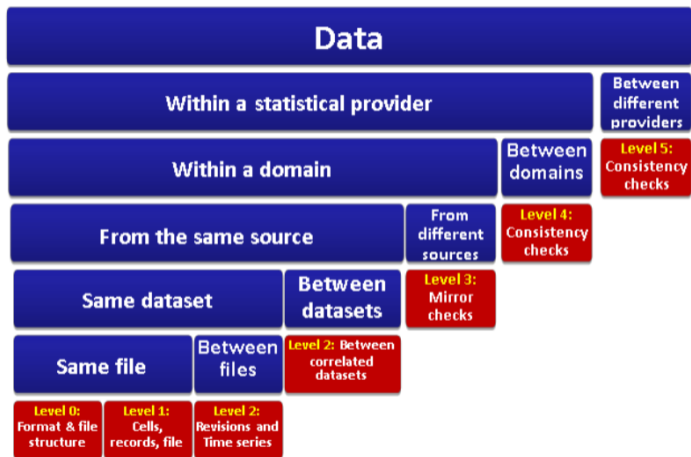 Data
Within a statistical provider
Between
different
providers
Within a domain
Between
domains
Level 5:
Consistency
checks
From the same source
From
different
sources
Level 4:
Consistency
checks
Same dataset
Between
datasets
Level 3:
Mirror
checks
Same file
Between
files
Level 2: Between
correlated
datasets
Level 0:
Format & file
structure
Level 1:
Cells,
records, file
Level 2:
Revisions and
Time series